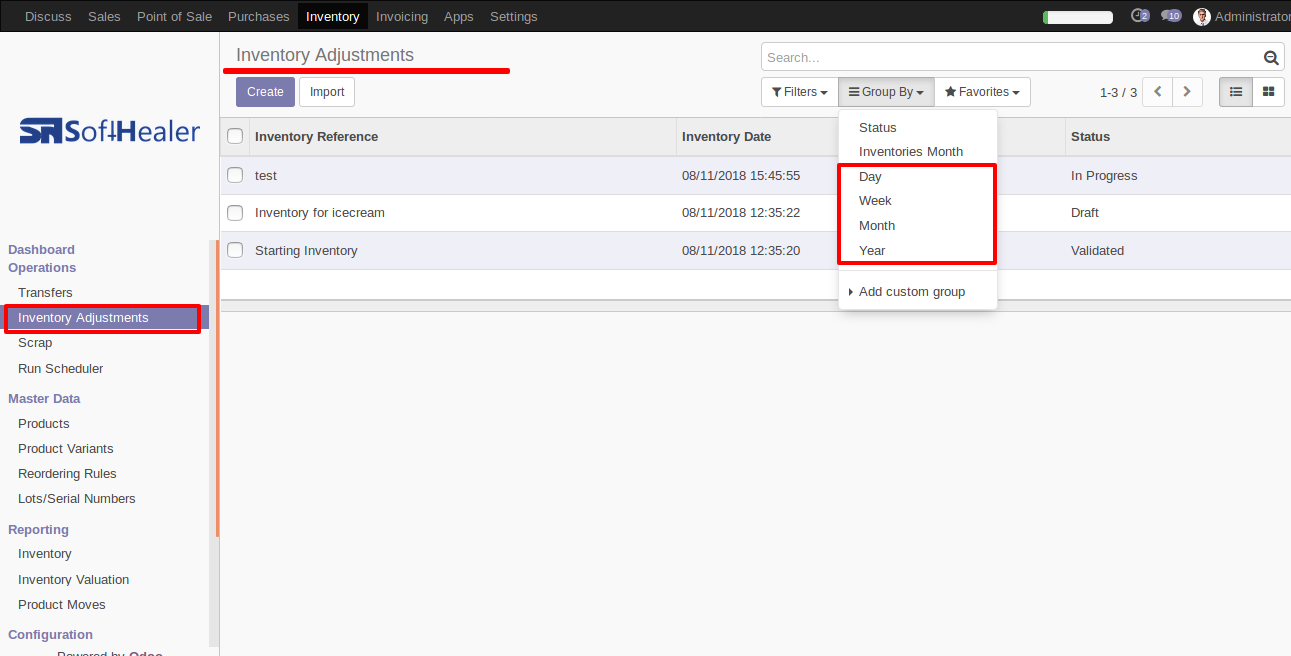 Discuss Sales Point of Sale Purchases Inventory Invoicing Apps Settings 2 10 Administrator
Inventory Adjustments
Search...
Create Import Filters Group By Favorites 1-3 / 3
SoftHealer
Status
Inventories Month
Day
Week
Month
Year
Add custom group
Inventory Reference Inventory Date Status
test 08/11/2018 15:45:55 In Progress
Inventory for icecream 08/11/2018 12:35:22 Draft
Starting Inventory 08/11/2018 12:35:20 Validated
Dashboard
Operations
Transfers
Inventory Adjustments
Scrap
Run Scheduler
Master Data
Products
Product Variants
Reordering Rules
Lots/Serial Numbers
Reporting
Inventory
Inventory Valuation
Product Moves
Configuration
Powered by Odoo